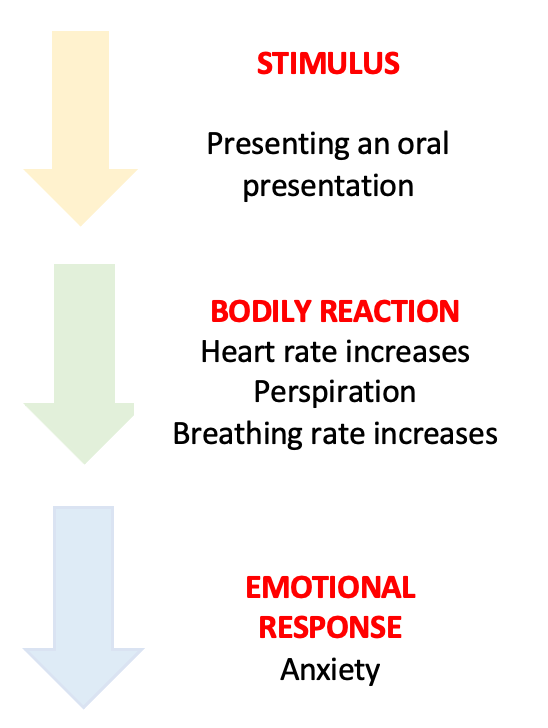 STIMULUS
Presenting an oral
presentation
BODILY REACTION
Heart rate increases
Perspiration
Breathing rate increases
EMOTIONAL
RESPONSE
Anxiety